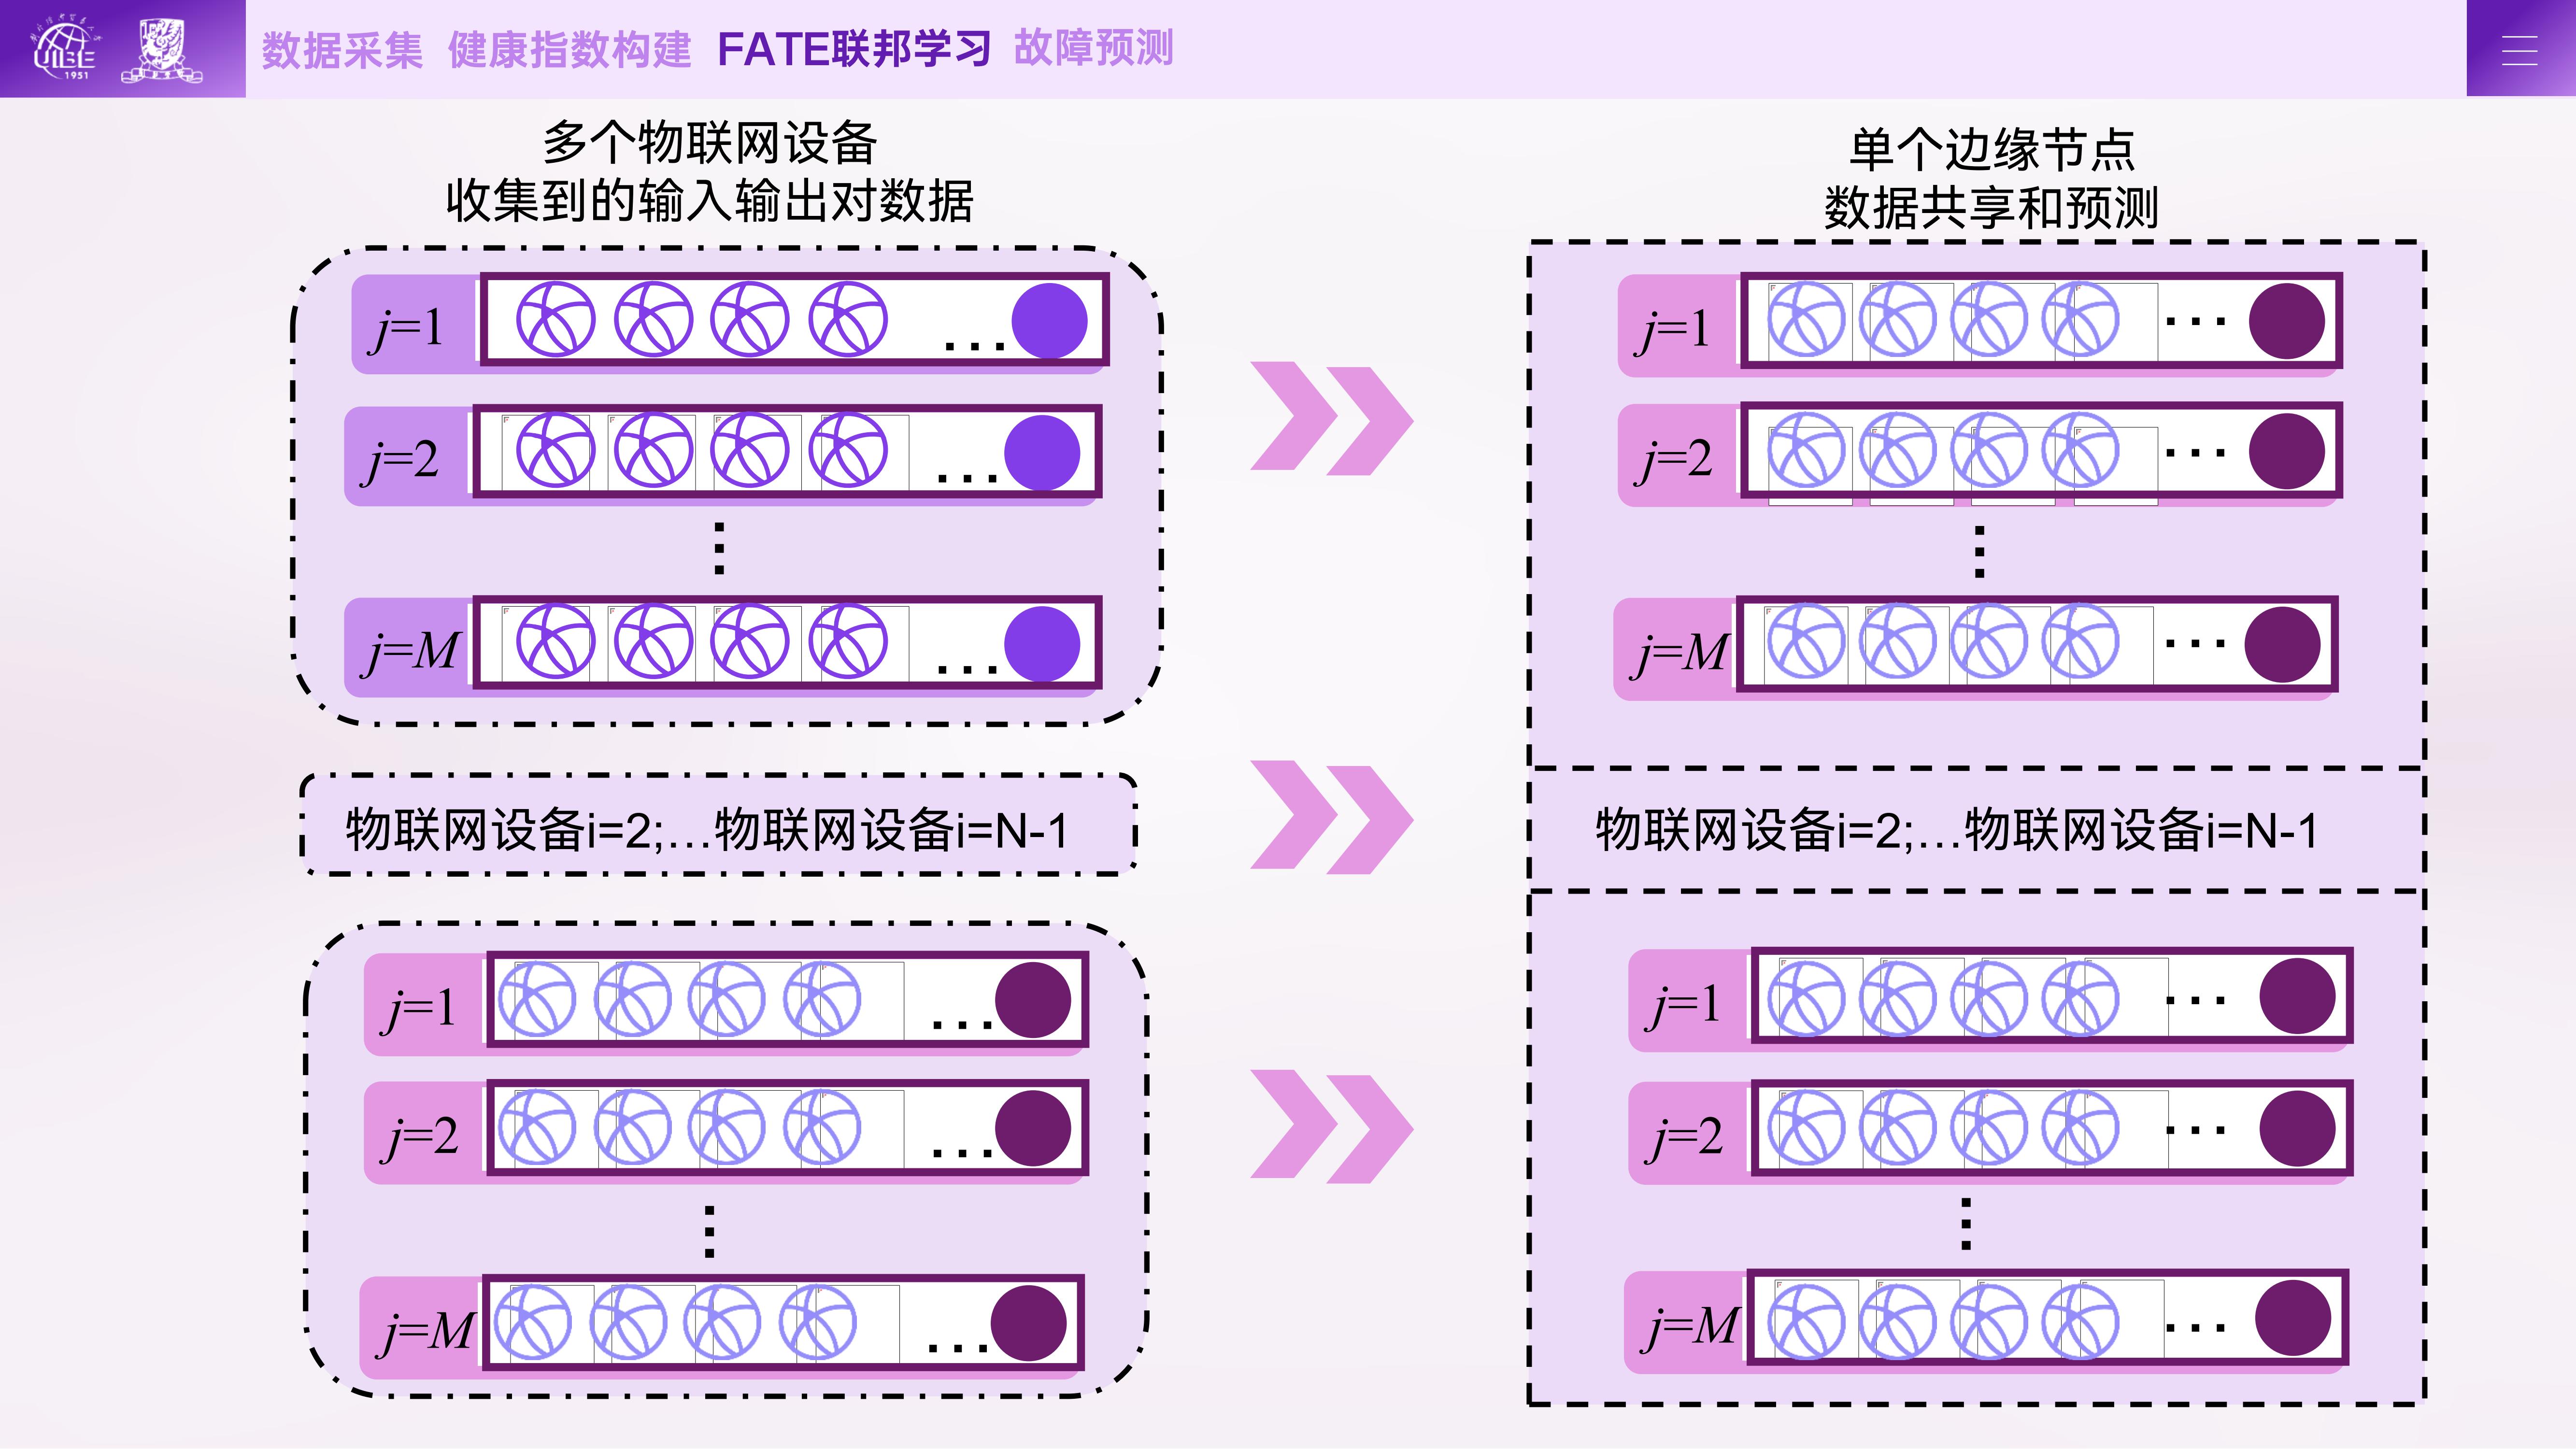 UIBE
1951
数据采集 健康指数构建 FATE联邦学习 故障预测
多个物联网设备
收集到的输入输出对数据
j=1
...
j=2
...
⋮
j=M
...
物联网设备i=2;...物联网设备i=N-1
j=1
...
j=2
...
⋮
j=M
...
单个边缘节点
数据共享和预测
j=1
...
j=2
...
⋮
j=M
...
物联网设备i=2;...物联网设备i=N-1
j=1
...
j=2
...
⋮
j=M
...